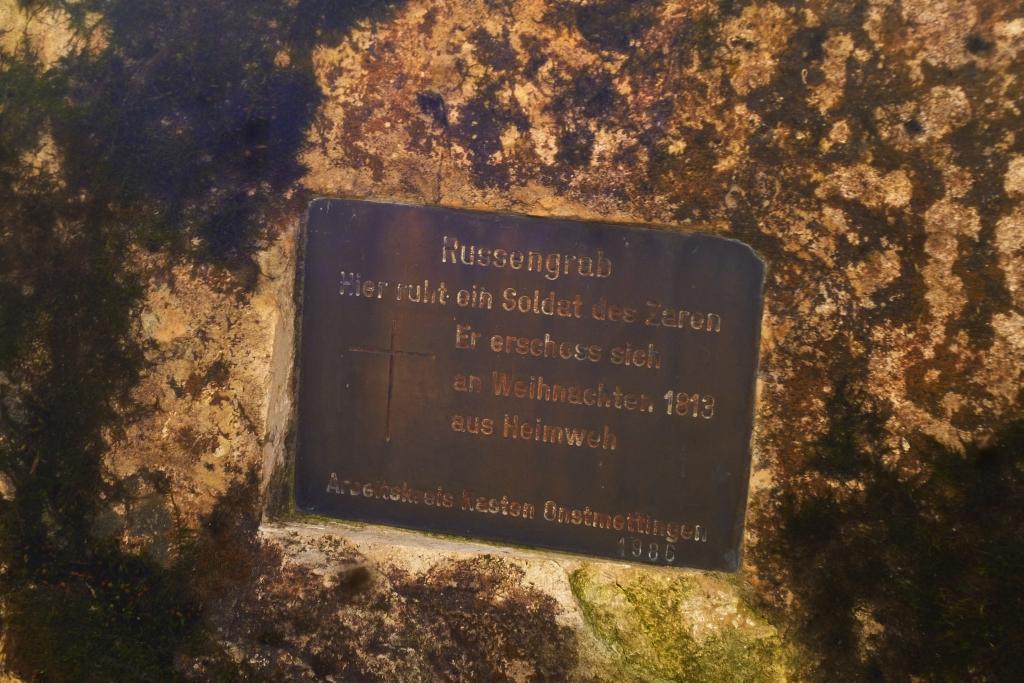 Russengrab
Hier ruht ein Soldat des Zaren
Er erschoss sich
an Weihnachten 1813
aus Heimweh
Arbeitskreis Kasten Onstmettingen
1986